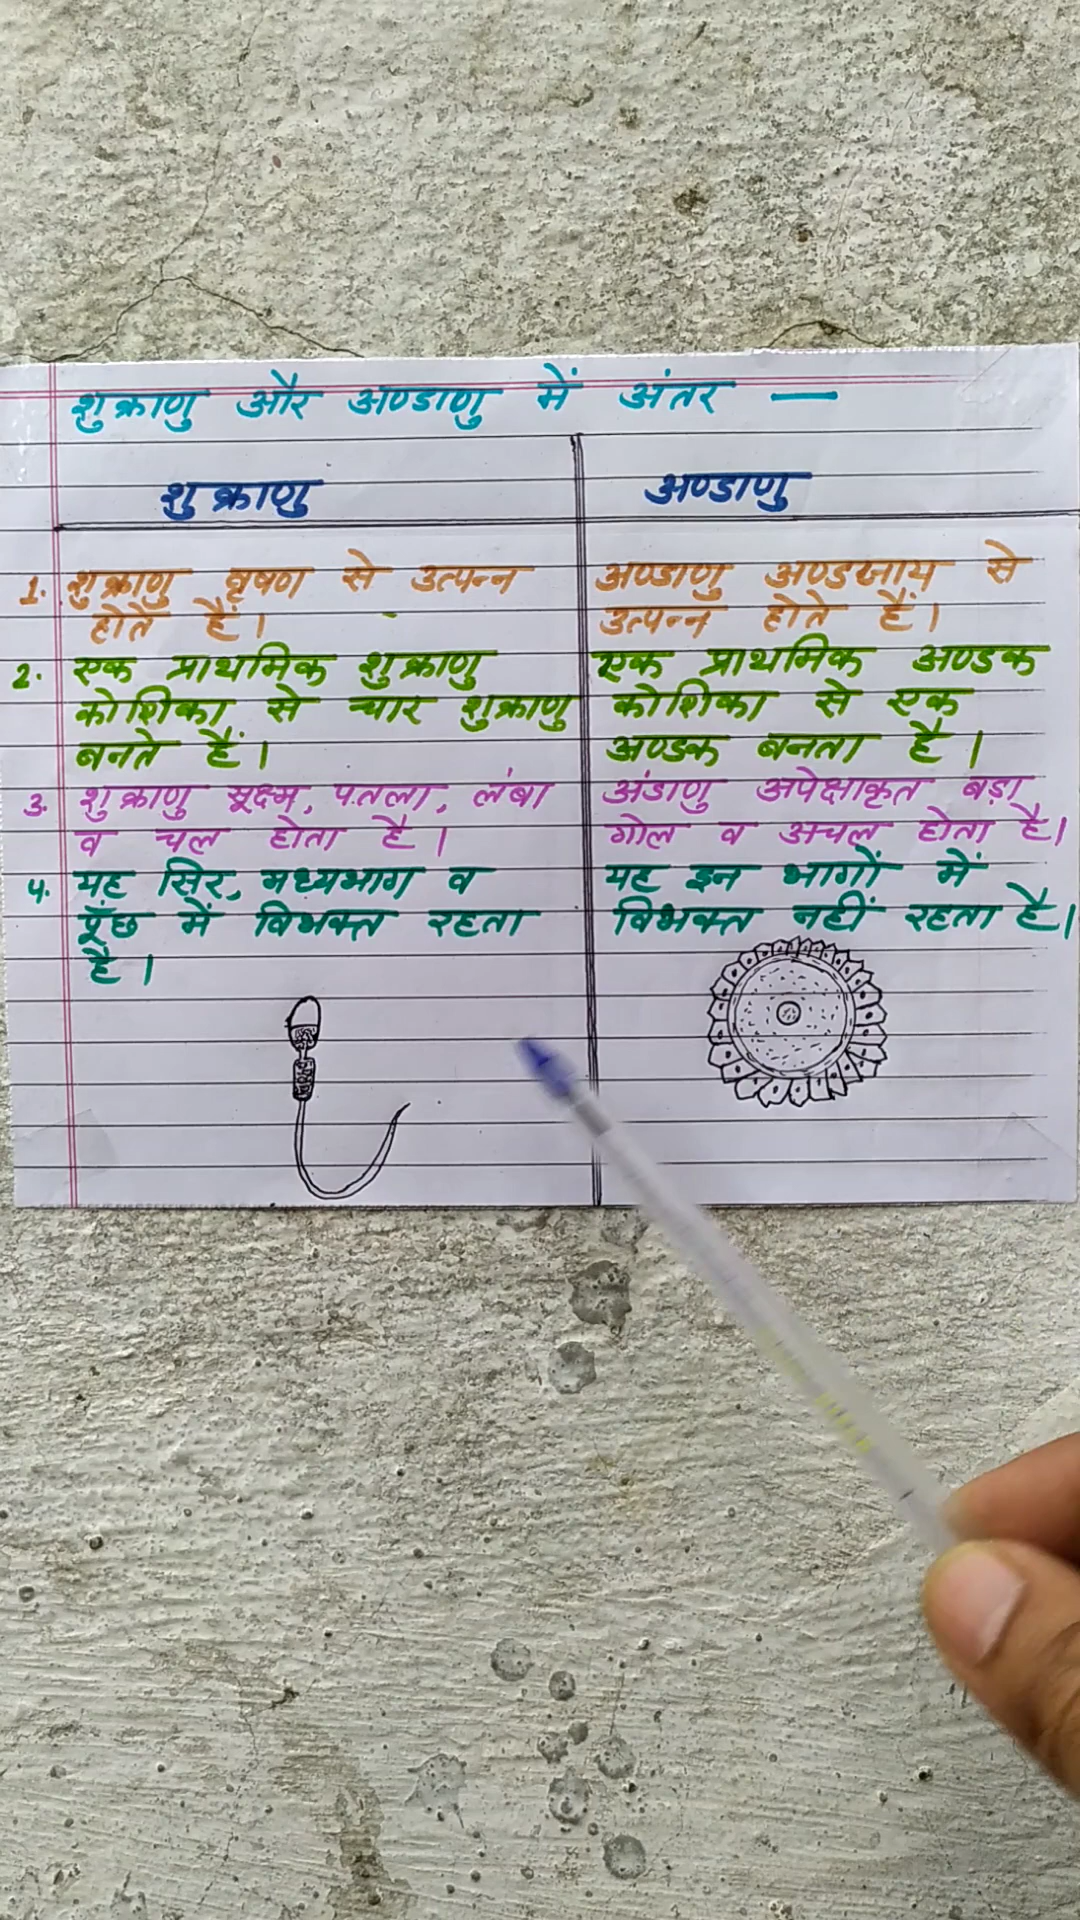 शुक्राणु और अण्डाणु में अंतर —
शुक्राणु
अण्डाणु
1. शुक्राणु वृषण से उत्पन्न
होते हैं।
अण्डाणु अण्डजाय से
उत्पन्न होते हैं।
2. एक प्राथमिक शुक्राणु
कोशिका से चार शुक्राणु
बनते हैं।
एक प्राथमिक अण्डक
कोशिका से एक
अण्डक बनता है।
3. शुक्राणु सूक्ष्म, पतला, लंबा
व चल होता है।
अंडाणु अपेक्षाकृत बड़ा
गोल व अचल होता है।
4. यह सिर, मध्यभाग व
पूँछ में विभक्त रहता
है।
यह इन भागों में
विभक्त नहीं रहता है।